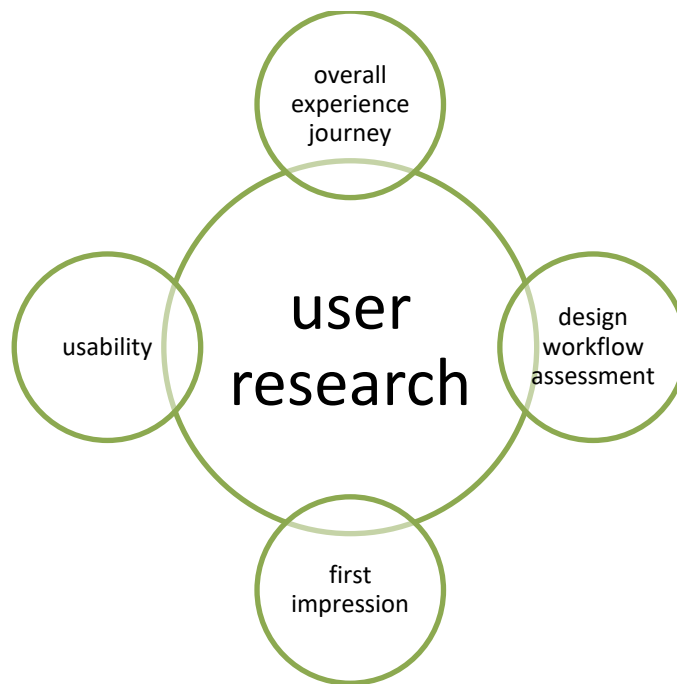 overall
experience
journey
usability
user
research
design
workflow
assessment
first
impression